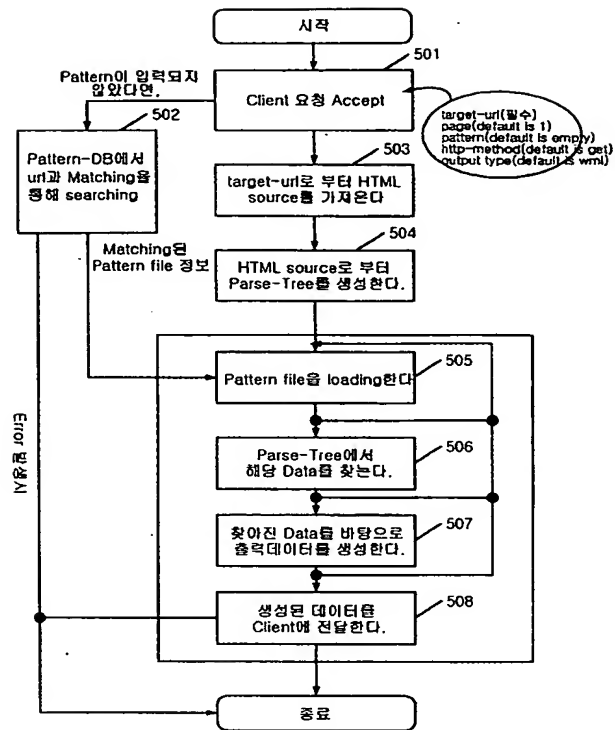 시작
501
Pattern이 입력되지
않았다면,
Client 요청 Accept
502
target-url(필수)
page(default is 1)
pattern(default is empty)
http-method(default is get)
output type(default is wml)
Pattern-DB에서
url과 Matching을
통해 searching
503
target-url로 부터 HTML
source를 가져온다
Matching된
Pattern file 정보
504
HTML source로 부터
Parse-Tree를 생성한다.
Pattern file을 loading한다
505
Error 발생시
Parse-Tree에서
해당 Data를 찾는다.
506
찾아진 Data를 바탕으로
출력데이터를 생성한다.
507
생성된 데이터를
Client에 전달한다.
508
종료